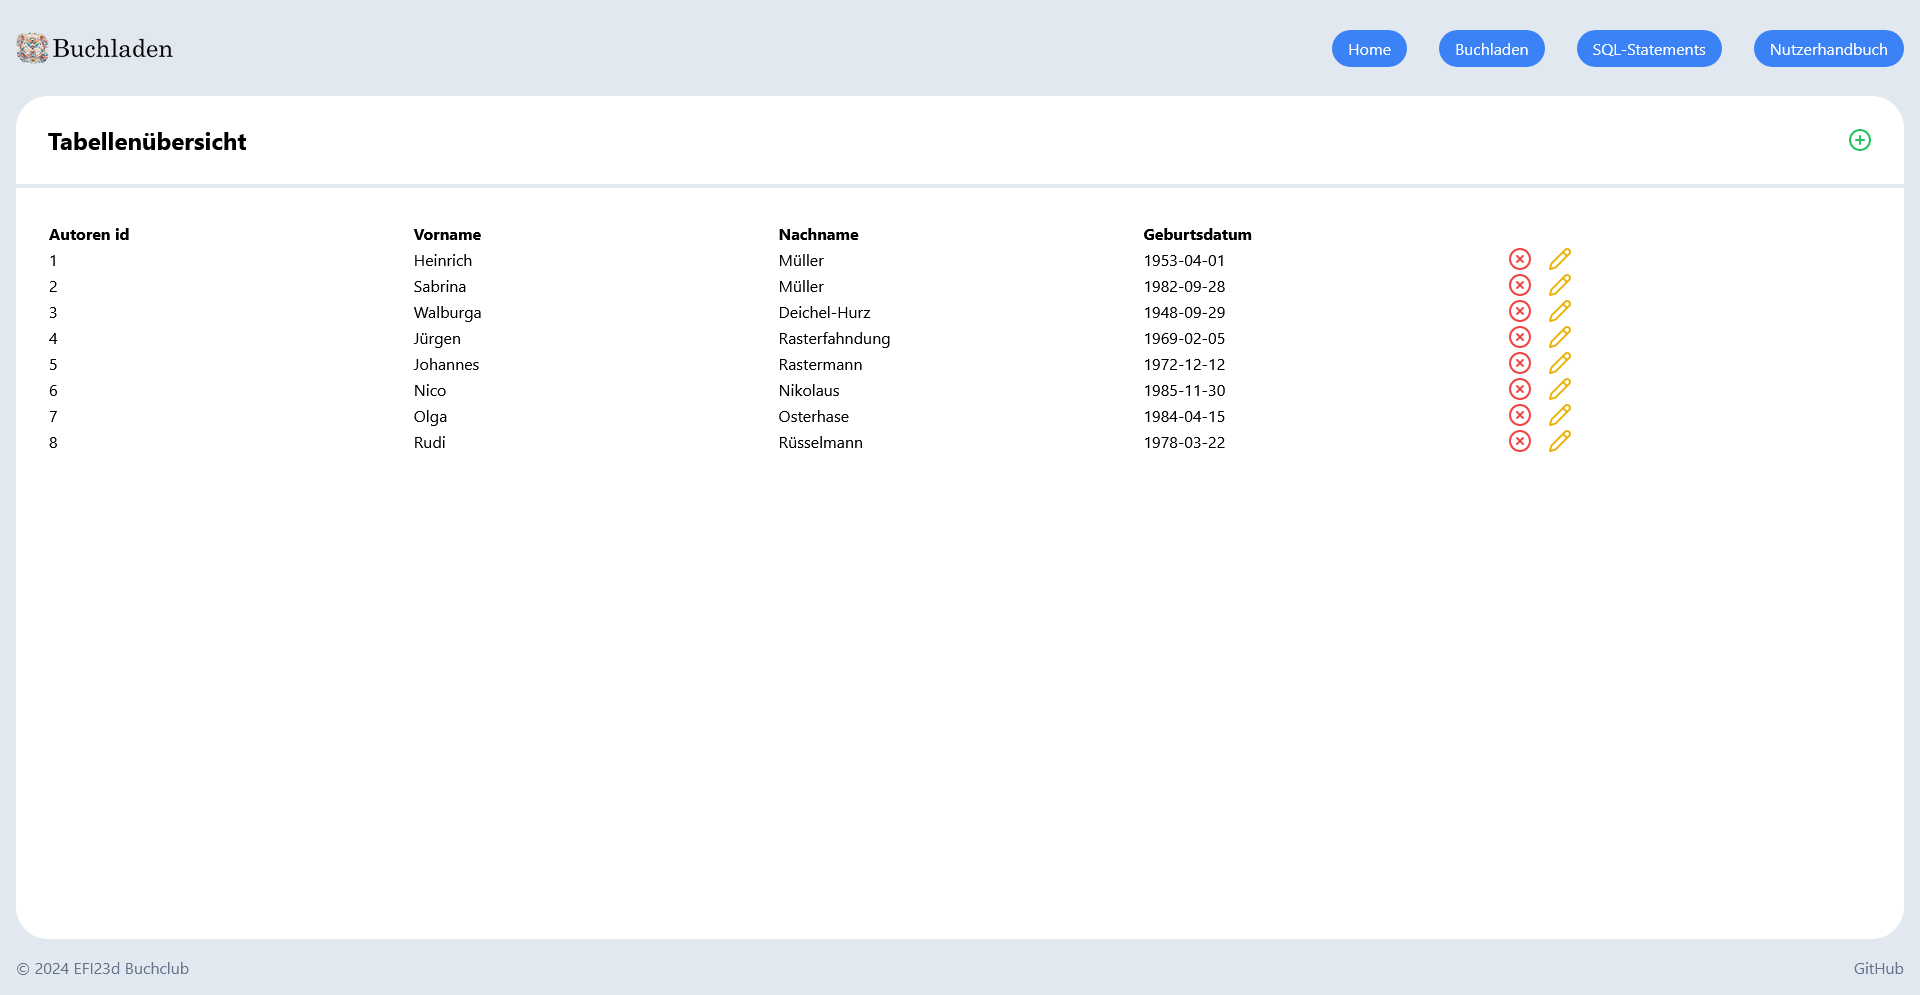 Buchladen
Home Buchladen SQL-Statements Nutzerhandbuch
Tabellenübersicht
Autoren id Vorname Nachname Geburtsdatum
1 Heinrich Müller 1953-04-01
2 Sabrina Müller 1982-09-28
3 Walburga Deichel-Hurz 1948-09-29
4 Jürgen Rasterfahndung 1969-02-05
5 Johannes Rastermann 1972-12-12
6 Nico Nikolaus 1985-11-30
7 Olga Osterhase 1984-04-15
8 Rudi Rüsselmann 1978-03-22
© 2024 EFI23d Buchclub
GitHub